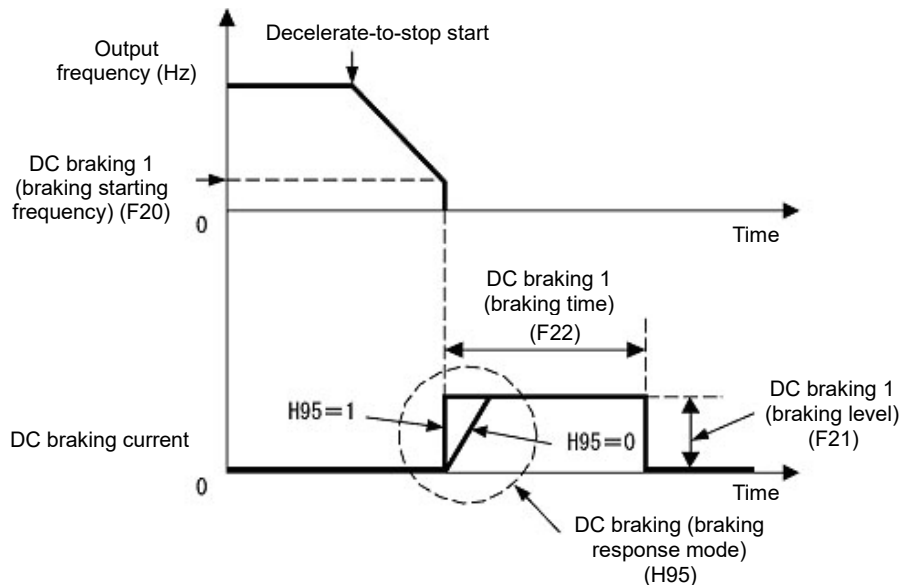 Output
frequency (Hz)
Decelerate-to-stop start
DC braking 1
(braking starting
frequency) (F20)
0
Time
DC braking 1
(braking time)
(F22)
H95=1
H95=0
DC braking 1
(braking level)
(F21)
DC braking current
0
Time
DC braking (braking
response mode)
(H95)